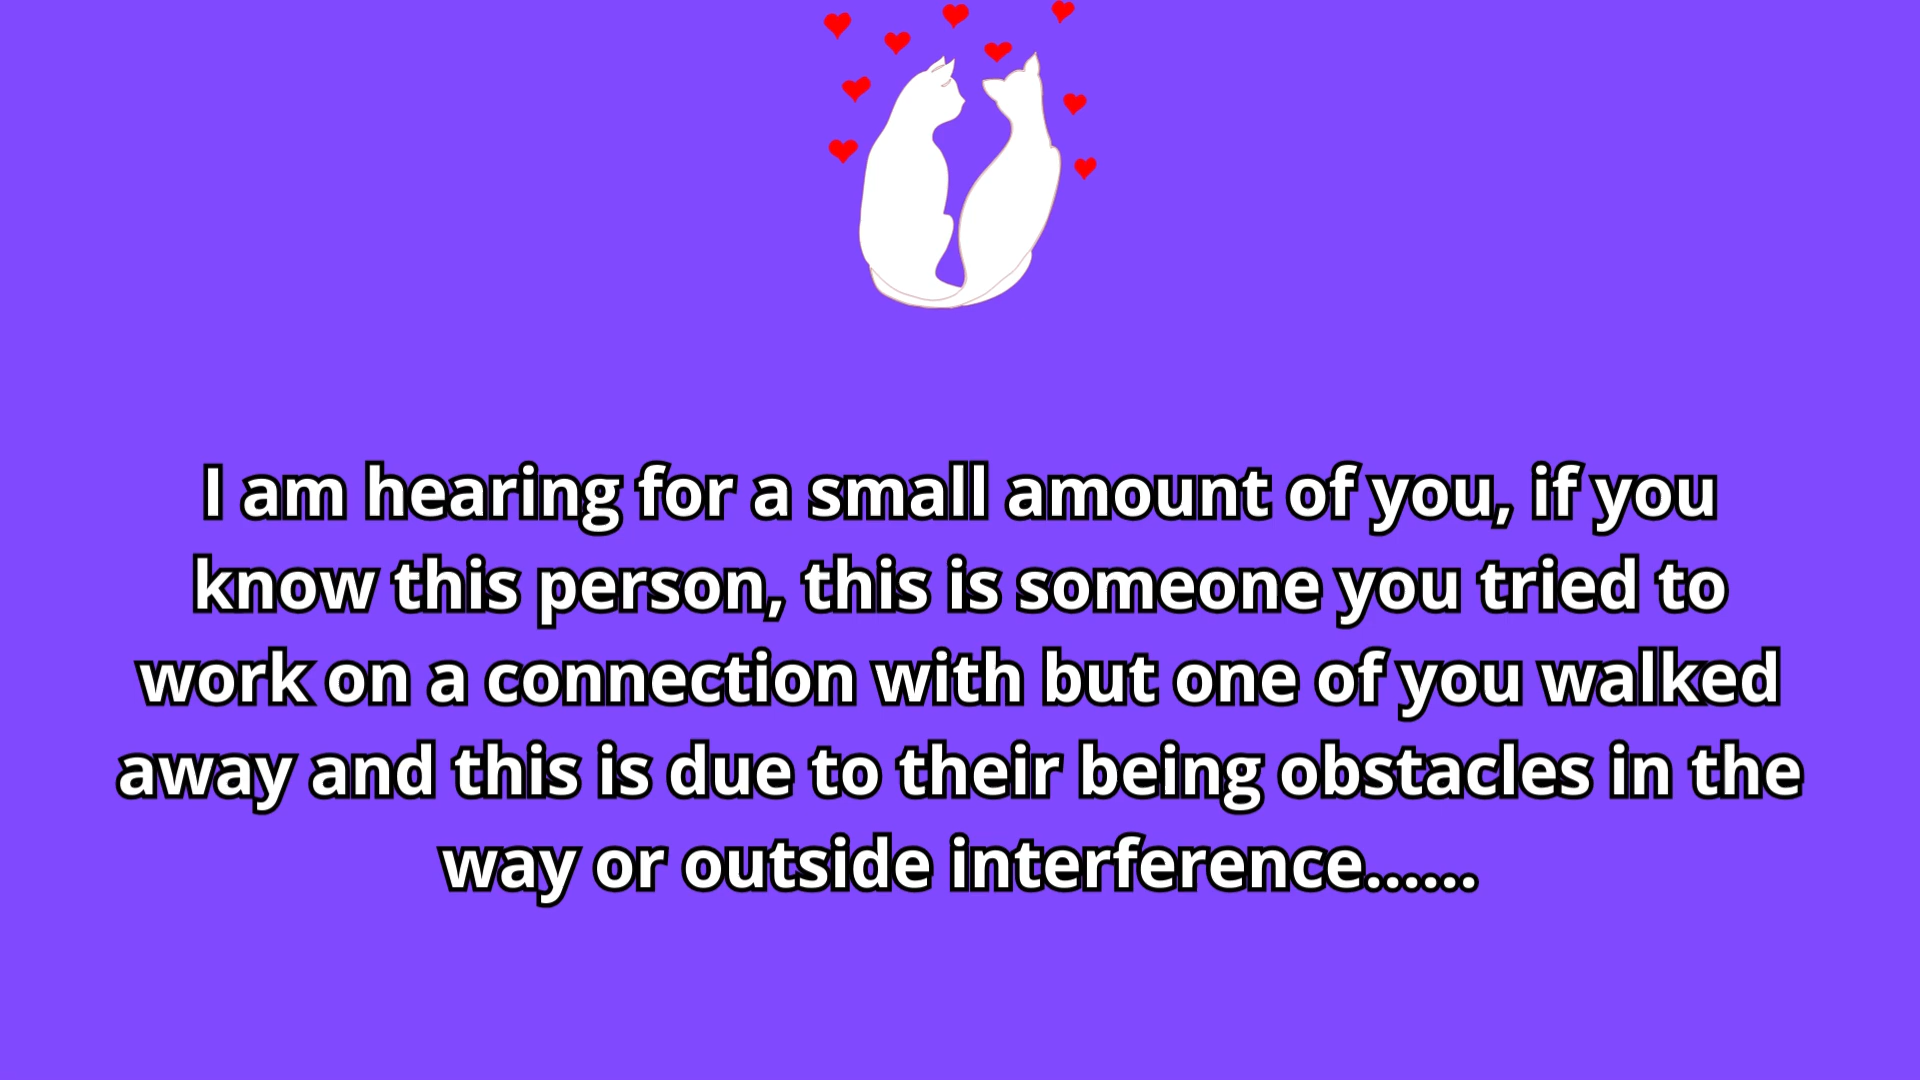 I am hearing for a small amount of you, if you
know this person, this is someone you tried to
work on a connection with but one of you walked
away and this is due to their being obstacles in the
way or outside interference......